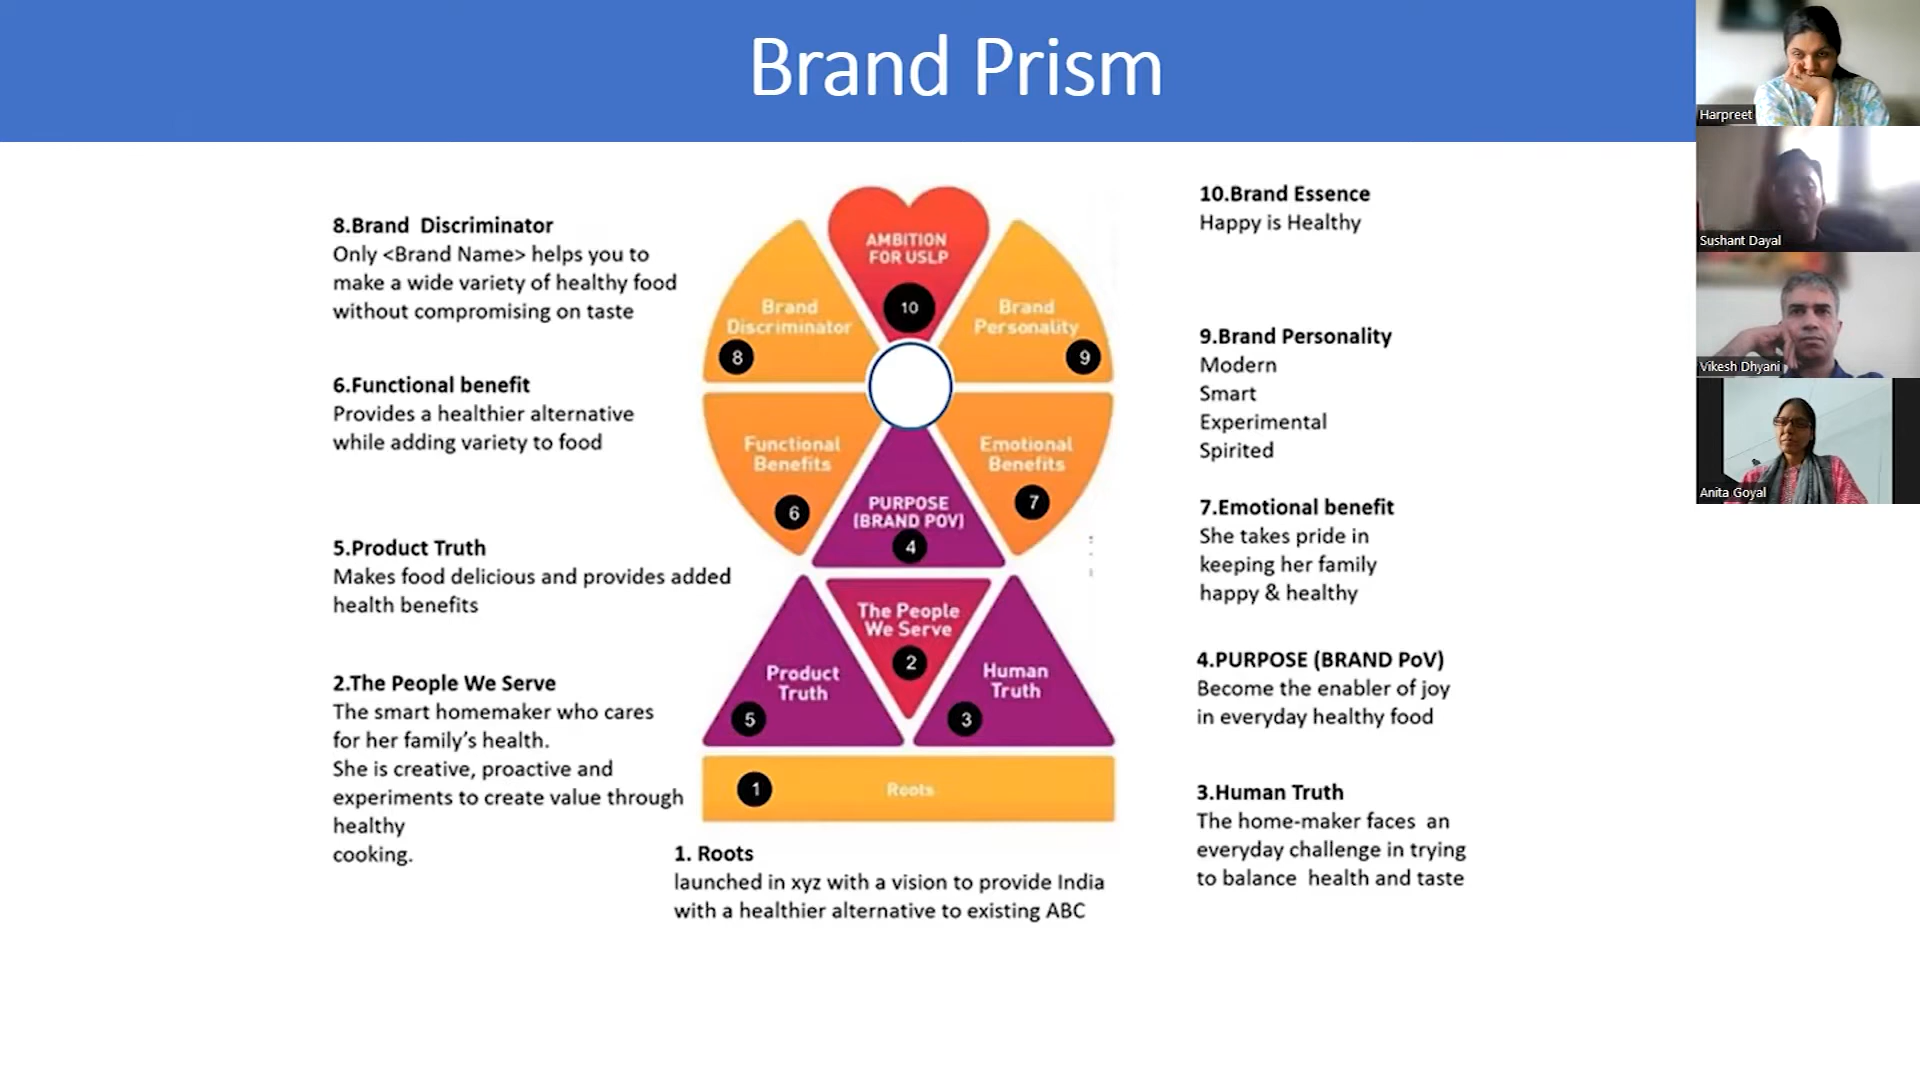 Brand Prism
8.Brand Discriminator
Only <Brand Name> helps you to
make a wide variety of healthy food
without compromising on taste
6.Functional benefit
Provides a healthier alternative
while adding variety to food
5.Product Truth
Makes food delicious and provides added
health benefits
2.The People We Serve
The smart homemaker who cares
for her family's health.
She is creative, proactive and
experiments to create value through
healthy
cooking.
AMBITION
FOR USLP
10
Brand
Discriminator
8
Brand
Personality
9
Functional
Benefits
6
Emotional
Benefits
7
PURPOSE
(BRAND POV)
4
The People
We Serve
2
Product
Truth
5
Human
Truth
3
1
Roots
1. Roots
launched in xyz with a vision to provide India
with a healthier alternative to existing ABC
10.Brand Essence
Happy is Healthy
9.Brand Personality
Modern
Smart
Experimental
Spirited
7.Emotional benefit
She takes pride in
keeping her family
happy & healthy
4.PURPOSE (BRAND PoV)
Become the enabler of joy
in everyday healthy food
3.Human Truth
The home-maker faces an
everyday challenge in trying
to balance health and taste
Harpreet
Sushant Dayal
Vikesh Dhyani
Anita Goyal